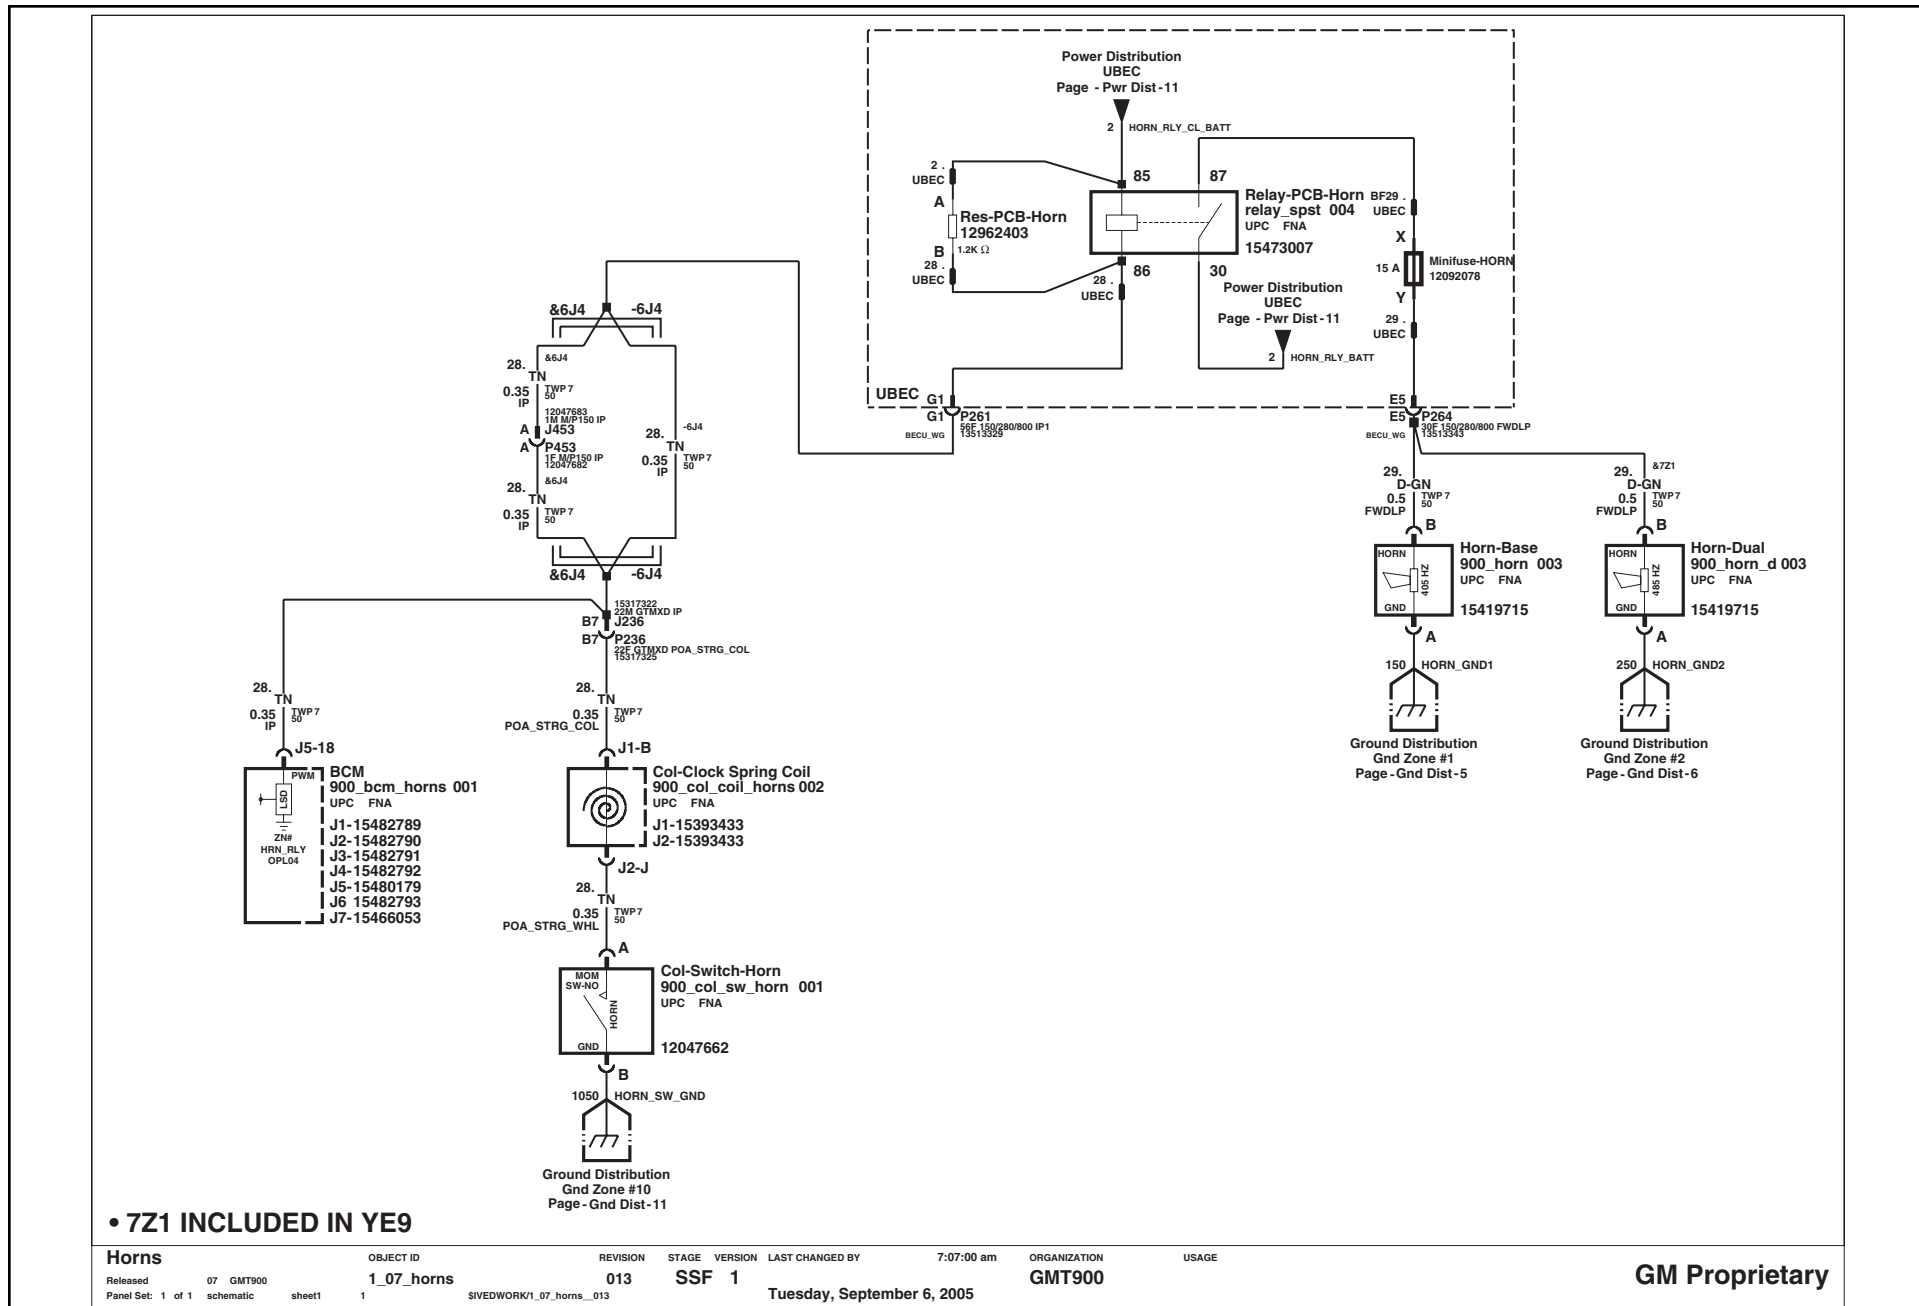 Power Distribution
UBEC
Page - Pwr Dist-11
2 HORN_RLY_CL_BATT
2 .
UBEC
A
Res-PCB-Horn
12962403
B
1.2K Ω
28 .
UBEC
85
87
Relay-PCB-Horn
relay_spst 004
UPC FNA
15473007
86
30
28 .
UBEC
Power Distribution
UBEC
Page - Pwr Dist-11
2 HORN_RLY_BATT
BF29 .
UBEC
X
15 A
Minifuse-HORN
12092078
Y
29 .
UBEC
UBEC
G1
G1 P261
56F 150/280/800 IP1
13513329
BECU_WG
E5
E5 P264
30F 150/280/800 FWDLP
13513343
BECU_WG
&6J4 -6J4
&6J4
28.
TN
0.35 TWP 7
IP 50
12047683
1M M/P150 IP
A J453
A P453
1F M/P150 IP
12047682
&6J4
28.
TN
0.35 TWP 7
IP 50
-6J4
28.
TN
0.35 TWP 7
IP 50
&6J4 -6J4
15317322
22M GTMXD IP
B7 J236
B7 P236
22F GTMXD POA_STRG_COL
15317325
28.
TN
0.35 TWP 7
IP 50
J5-18
PWM
LSD
ZN#
HRN_RLY
OPL04
BCM
900_bcm_horns 001
UPC FNA
J1-15482789
J2-15482790
J3-15482791
J4-15482792
J5-15480179
J6 15482793
J7-15466053
28.
TN
0.35 TWP 7
POA_STRG_COL 50
J1-B
Col-Clock Spring Coil
900_col_coil_horns 002
UPC FNA
J1-15393433
J2-15393433
J2-J
28.
TN
0.35 TWP 7
POA_STRG_WHL 50
A
MOM
SW-NO
HORN
GND
Col-Switch-Horn
900_col_sw_horn 001
UPC FNA
12047662
B
1050 HORN_SW_GND
Ground Distribution
Gnd Zone #10
Page - Gnd Dist-11
29.
D-GN
0.5 TWP 7
FWDLP 50
B
HORN
405 HZ
GND
Horn-Base
900_horn 003
UPC FNA
15419715
A
150 HORN_GND1
Ground Distribution
Gnd Zone #1
Page - Gnd Dist-5
&7Z1
29.
D-GN
0.5 TWP 7
FWDLP 50
B
HORN
485 HZ
GND
Horn-Dual
900_horn_d 003
UPC FNA
15419715
A
250 HORN_GND2
Ground Distribution
Gnd Zone #2
Page - Gnd Dist-6
• 7Z1 INCLUDED IN YE9
Horns OBJECT ID REVISION STAGE VERSION LAST CHANGED BY 7:07:00 am ORGANIZATION USAGE
Released 07 GMT900 1_07_horns 013 SSF 1 GMT900 GM Proprietary
Panel Set: 1 of 1 schematic sheet1 1 $IVEDWORK/1_07_horns__013 Tuesday, September 6, 2005